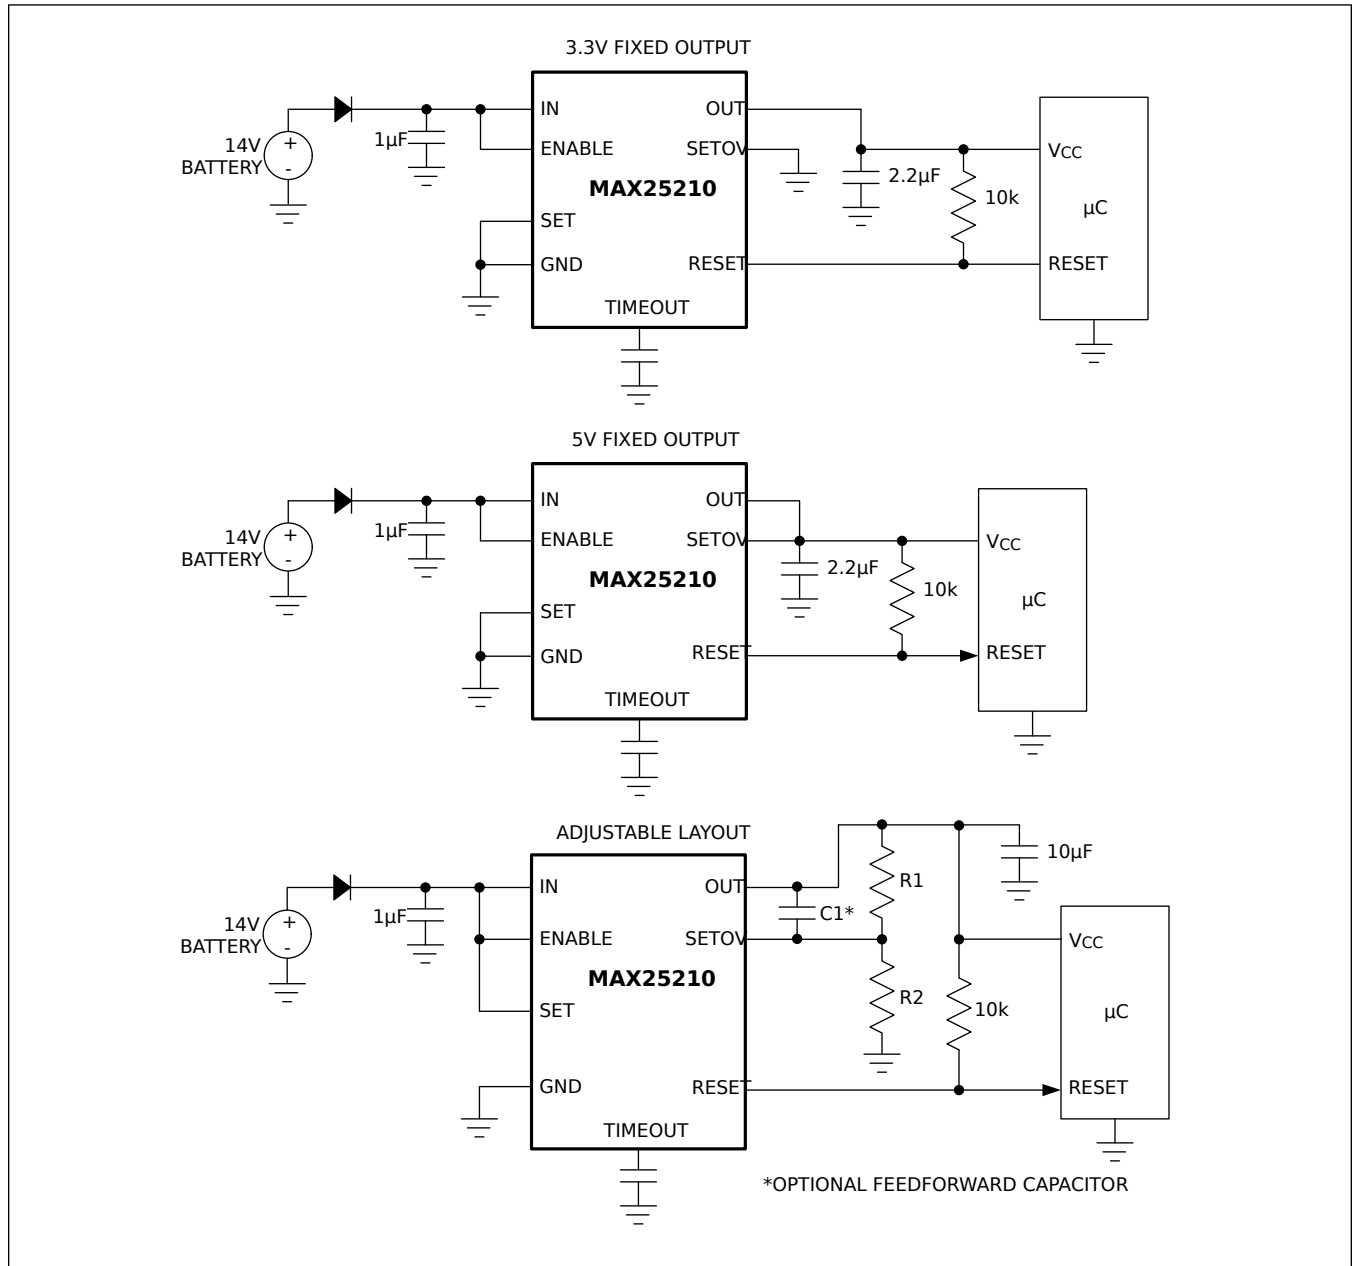 3.3V FIXED OUTPUT
IN
OUT
14V
BATTERY
+
-
1µF
ENABLE
SETOV
MAX25210
2.2µF
10k
VCC
µC
SET
GND
RESET
RESET
TIMEOUT
5V FIXED OUTPUT
IN
OUT
14V
BATTERY
+
-
1µF
ENABLE
SETOV
MAX25210
2.2µF
10k
VCC
µC
SET
GND
RESET
RESET
TIMEOUT
ADJUSTABLE LAYOUT
10µF
IN
OUT
R1
14V
BATTERY
+
-
1µF
C1*
ENABLE
SETOV
VCC
MAX25210
R2
10k
µC
SET
GND
RESET
RESET
TIMEOUT
*OPTIONAL FEEDFORWARD CAPACITOR